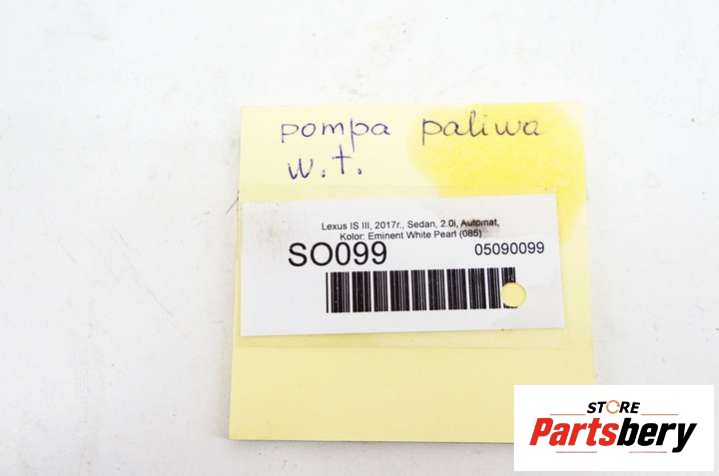 pompa paliwa
w.t.
Lexus IS III, 2017r., Sedan, 2.0i, Automat,
Kolor: Eminent White Pearl (085)
SO099 05090099
STORE
Partsbery